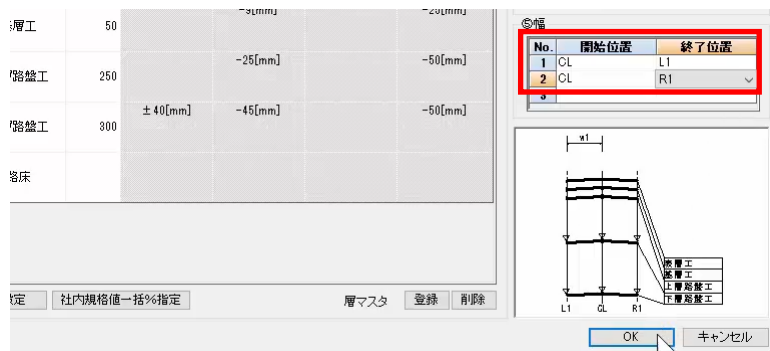 -9[mm] -25[mm]
層工 50
-25[mm] -50[mm]
路盤工 250
±40[mm] -45[mm] -50[mm]
路盤工 300
路床
定 社内規格値一括%指定 層マスタ 登録 削除
⑤幅
No. 開始位置 終了位置
1 CL L1
2 CL R1
3
w1
表層工
基層工
上層路盤工
下層路盤工
L1 CL R1
OK キャンセル